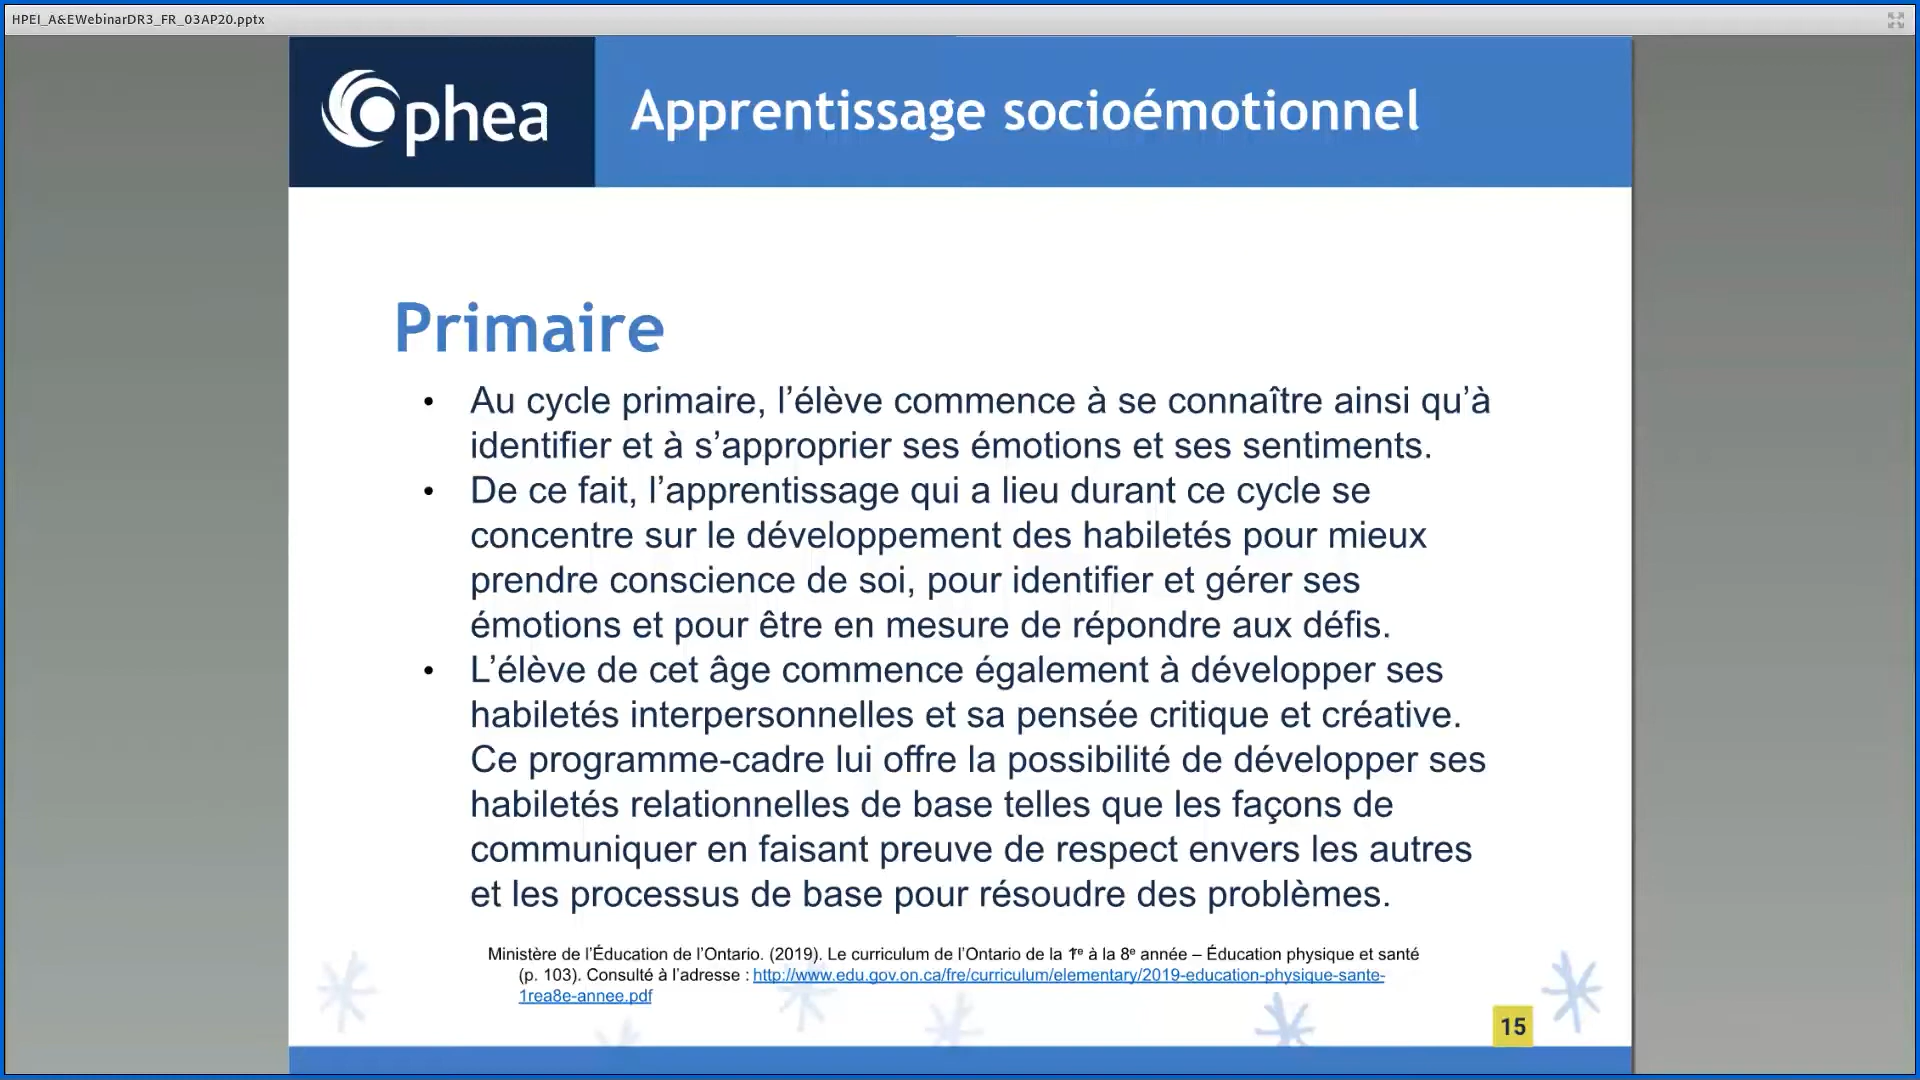 HPEI_A&EWebinarDR3_FR_03AP20.pptx
Ophea
Apprentissage socioémotionnel
Primaire
• Au cycle primaire, l’élève commence à se connaître ainsi qu’à
identifier et à s’approprier ses émotions et ses sentiments.
• De ce fait, l’apprentissage qui a lieu durant ce cycle se
concentre sur le développement des habiletés pour mieux
prendre conscience de soi, pour identifier et gérer ses
émotions et pour être en mesure de répondre aux défis.
• L’élève de cet âge commence également à développer ses
habiletés interpersonnelles et sa pensée critique et créative.
Ce programme-cadre lui offre la possibilité de développer ses
habiletés relationnelles de base telles que les façons de
communiquer en faisant preuve de respect envers les autres
et les processus de base pour résoudre des problèmes.
Ministère de l’Éducation de l’Ontario. (2019). Le curriculum de l’Ontario de la 1re à la 8e année – Éducation physique et santé
(p. 103). Consulté à l’adresse : http://www.edu.gov.on.ca/fre/curriculum/elementary/2019-education-physique-sante-
1rea8e-annee.pdf
15